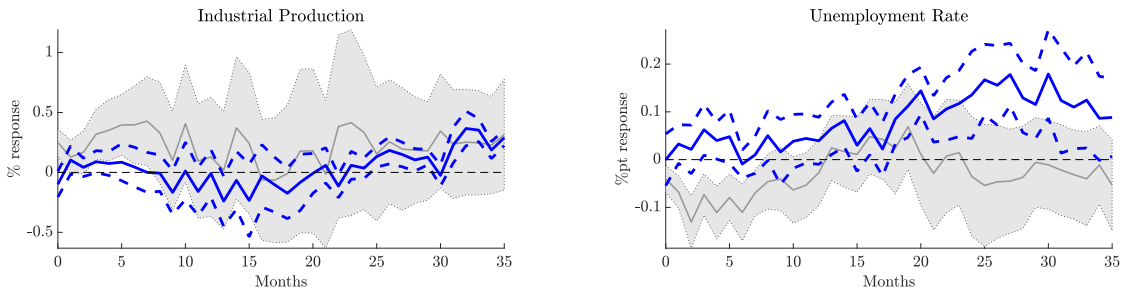 Industrial Production
% response
1
0.5
0
-0.5
0 5 10 15 20 25 30 35
Months
Unemployment Rate
%pt response
0.2
0.1
0
-0.1
0 5 10 15 20 25 30 35
Months